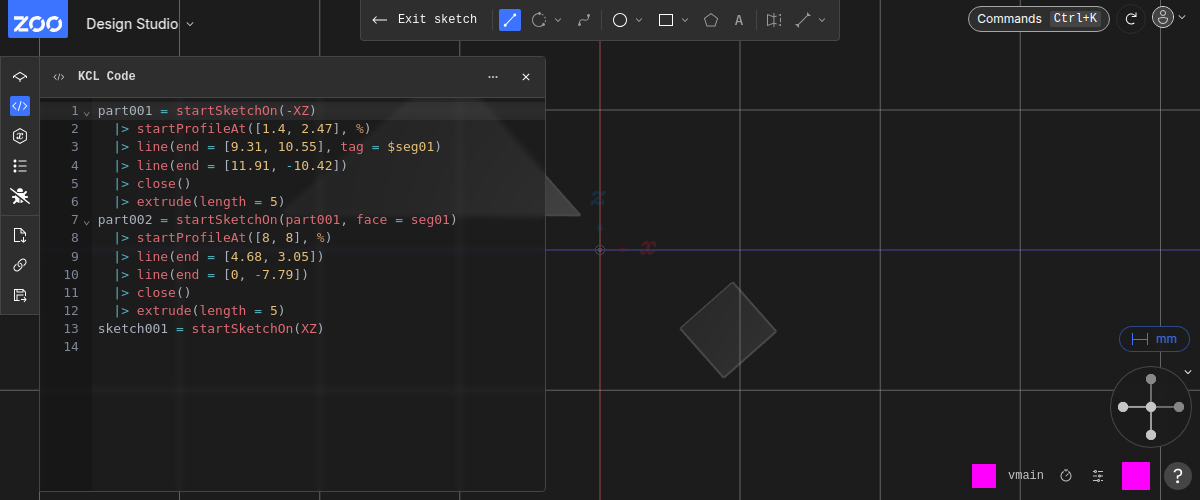 ZOO
Design Studio
Exit sketch
A
Commands Ctrl+K
KCL Code
1 part001 = startSketchOn(-XZ)
2 |> startProfileAt([1.4, 2.47], %)
3 |> line(end = [9.31, 10.55], tag = $seg01)
4 |> line(end = [11.91, -10.42])
5 |> close()
6 |> extrude(length = 5)
7 part002 = startSketchOn(part001, face = seg01)
8 |> startProfileAt([8, 8], %)
9 |> line(end = [4.68, 3.05])
10 |> line(end = [0, -7.79])
11 |> close()
12 |> extrude(length = 5)
13 sketch001 = startSketchOn(XZ)
14
z
x
mm
vmain
?